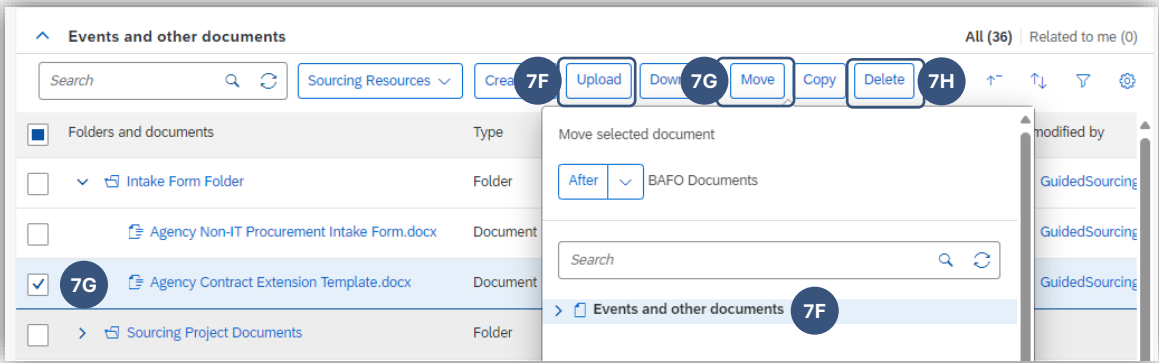 Events and other documents All (36) Related to me (0)
Search Sourcing Resources Crea 7F Upload Down 7G Move Copy Delete 7H
Folders and documents Type modified by
Move selected document
After BAFO Documents
Intake Form Folder Folder GuidedSourcing
Agency Non-IT Procurement Intake Form.docx Document GuidedSourcing
Search
7G Agency Contract Extension Template.docx Document GuidedSourcing
Events and other documents 7F
Sourcing Project Documents Folder